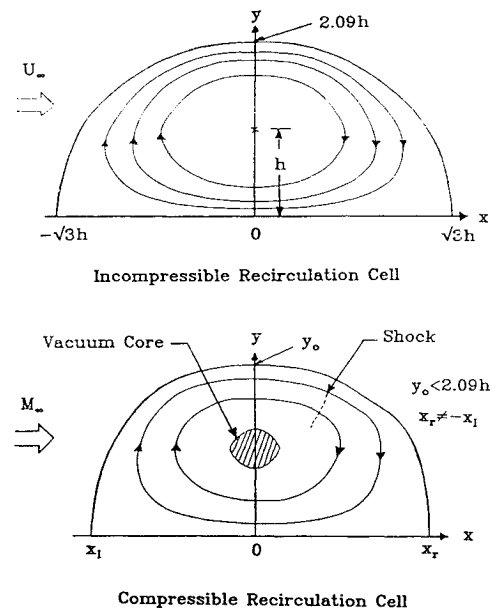 y
2.09h
U∞
h
x
-√3h
0
√3h
Incompressible Recirculation Cell
y
Vacuum Core
yₒ
Shock
yₒ<2.09h
xᵣ≠-xₗ
M∞
x
xₗ
0
xᵣ
Compressible Recirculation Cell